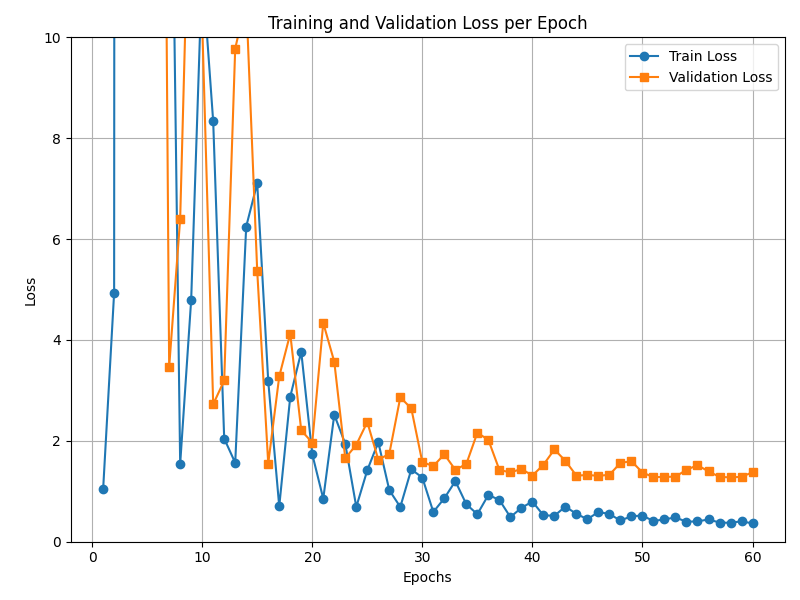 Training and Validation Loss per Epoch
Train Loss
Validation Loss
10
8
6
4
2
0
Loss
0 10 20 30 40 50 60
Epochs